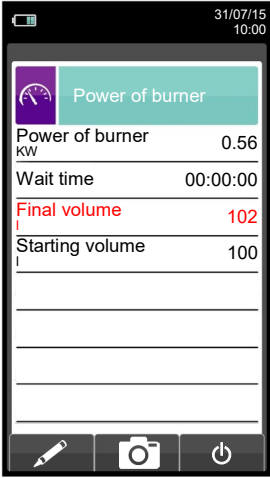 31/07/15
10:00
Power of burner
Power of burner 0.56
KW
Wait time 00:00:00
Final volume 102
l
Starting volume 100
l